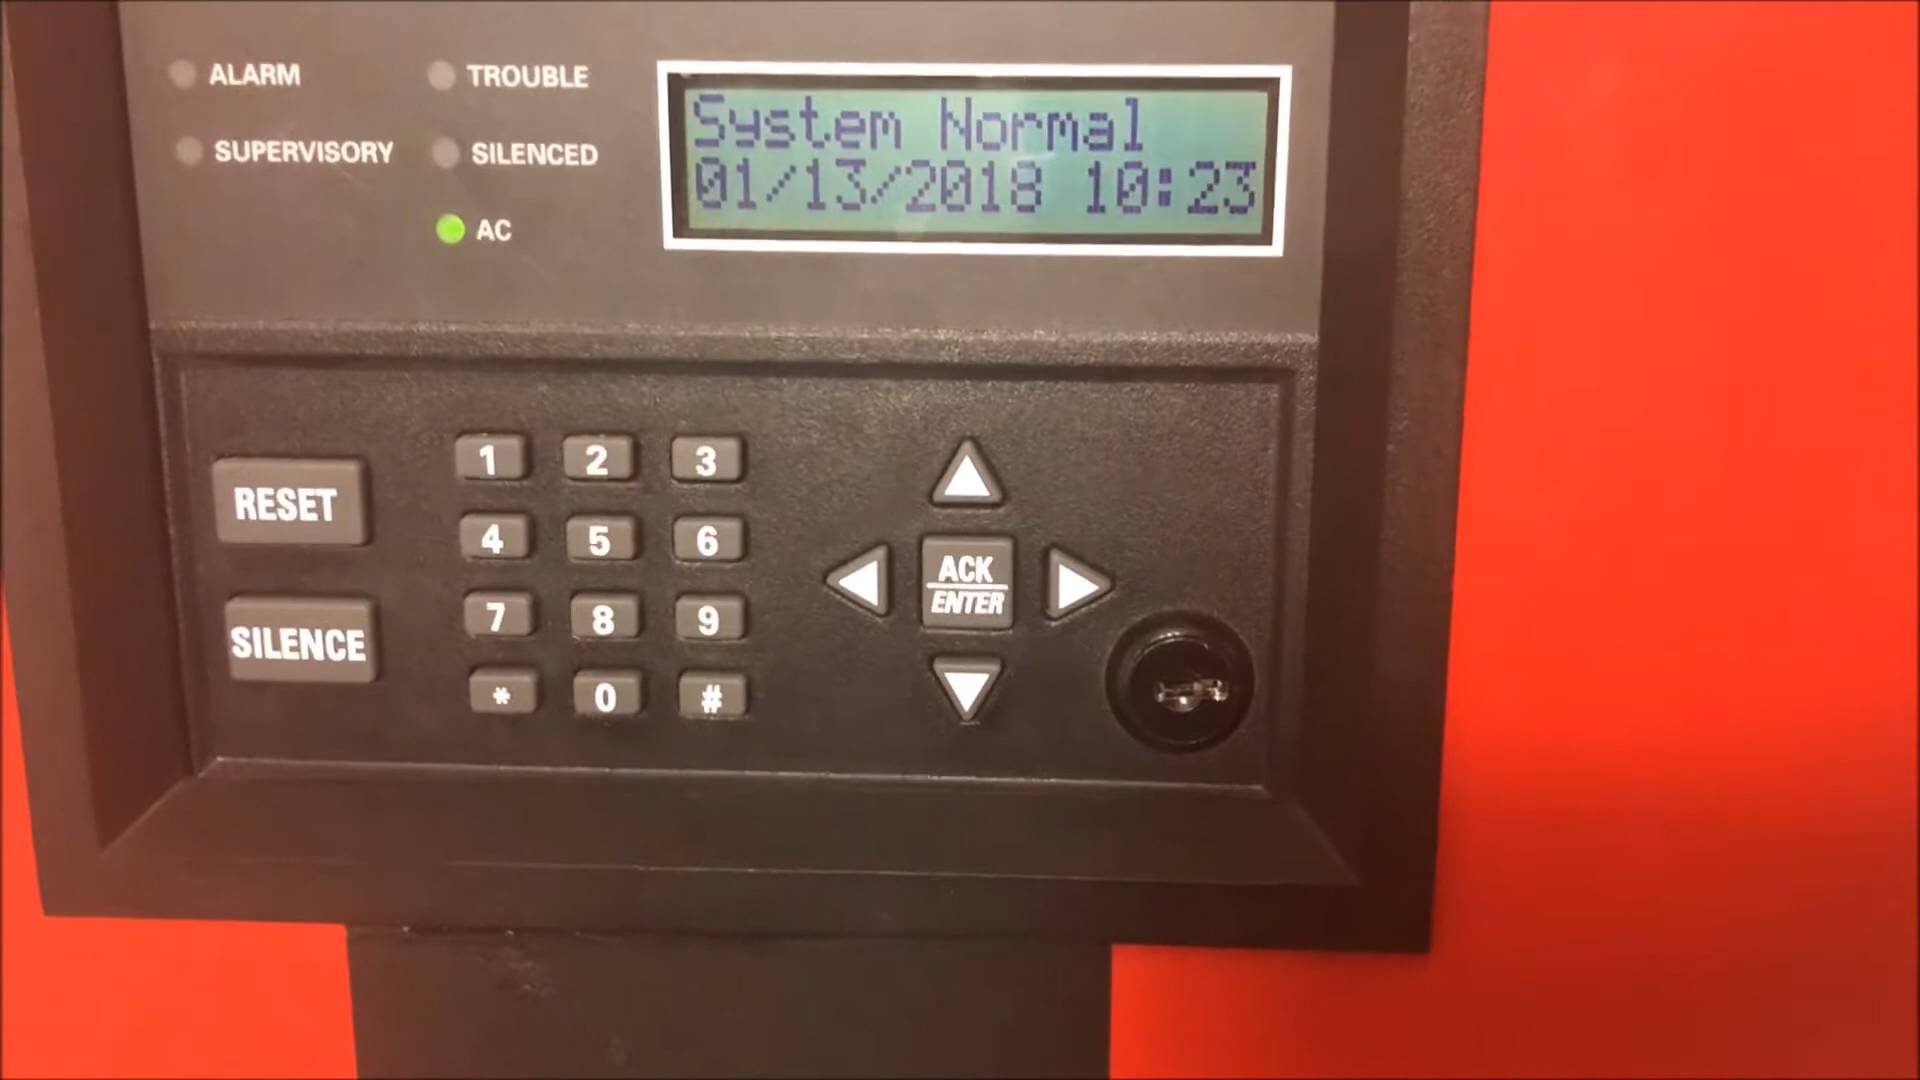 ALARM
TROUBLE
SUPERVISORY
SILENCED
AC
System Normal
01/13/2018 10:23
RESET
SILENCE
1 2 3
4 5 6
7 8 9
* 0 #
ACK
ENTER